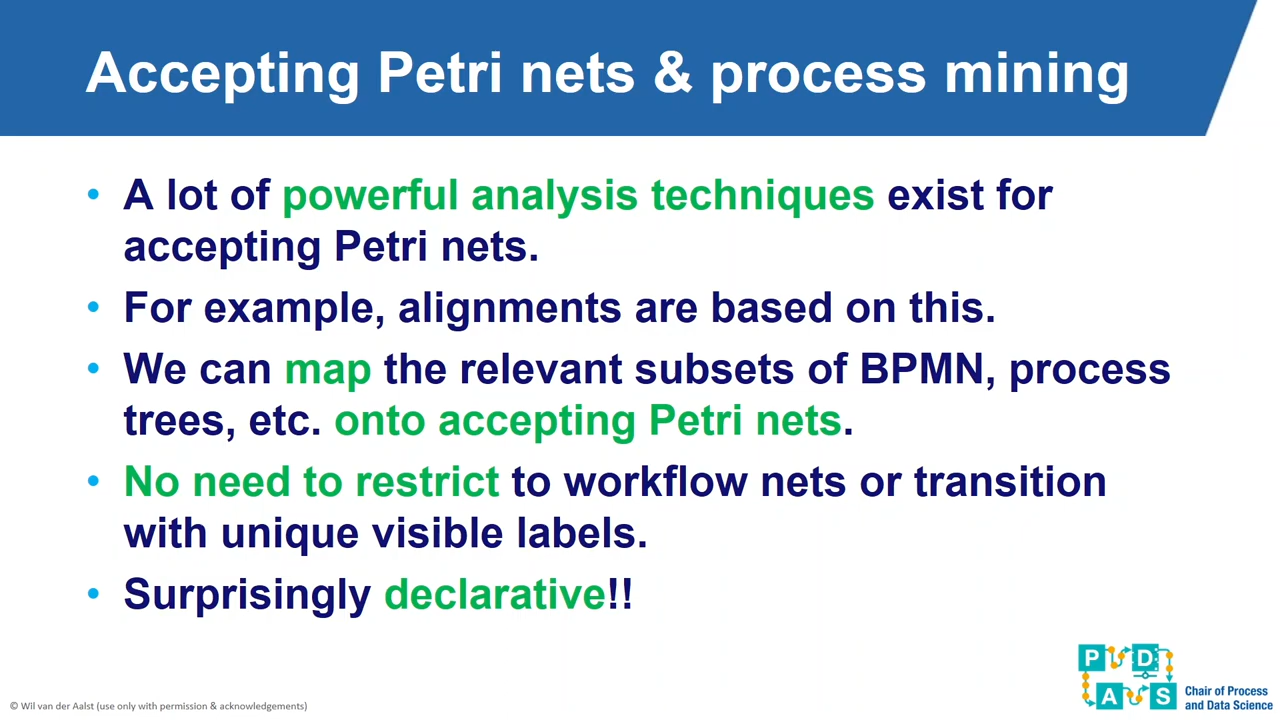 Accepting Petri nets & process mining
• A lot of powerful analysis techniques exist for
accepting Petri nets.
• For example, alignments are based on this.
• We can map the relevant subsets of BPMN, process
trees, etc. onto accepting Petri nets.
• No need to restrict to workflow nets or transition
with unique visible labels.
• Surprisingly declarative!!
P D
A S
Chair of Process
and Data Science
© Wil van der Aalst (use only with permission & acknowledgements)